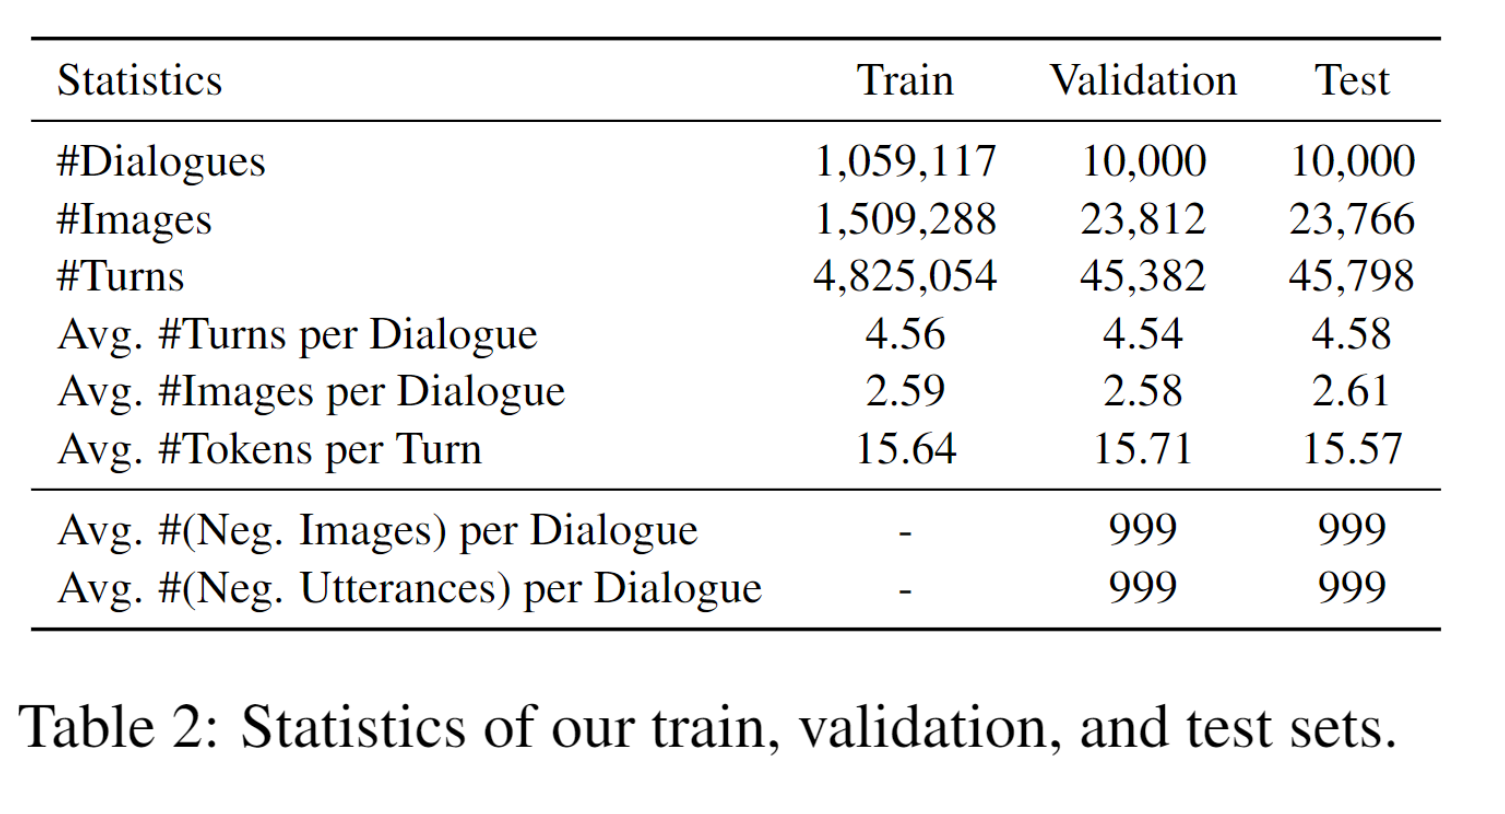 Statistics Train Validation Test
#Dialogues 1,059,117 10,000 10,000
#Images 1,509,288 23,812 23,766
#Turns 4,825,054 45,382 45,798
Avg. #Turns per Dialogue 4.56 4.54 4.58
Avg. #Images per Dialogue 2.59 2.58 2.61
Avg. #Tokens per Turn 15.64 15.71 15.57
Avg. #(Neg. Images) per Dialogue - 999 999
Avg. #(Neg. Utterances) per Dialogue - 999 999
Table 2: Statistics of our train, validation, and test sets.